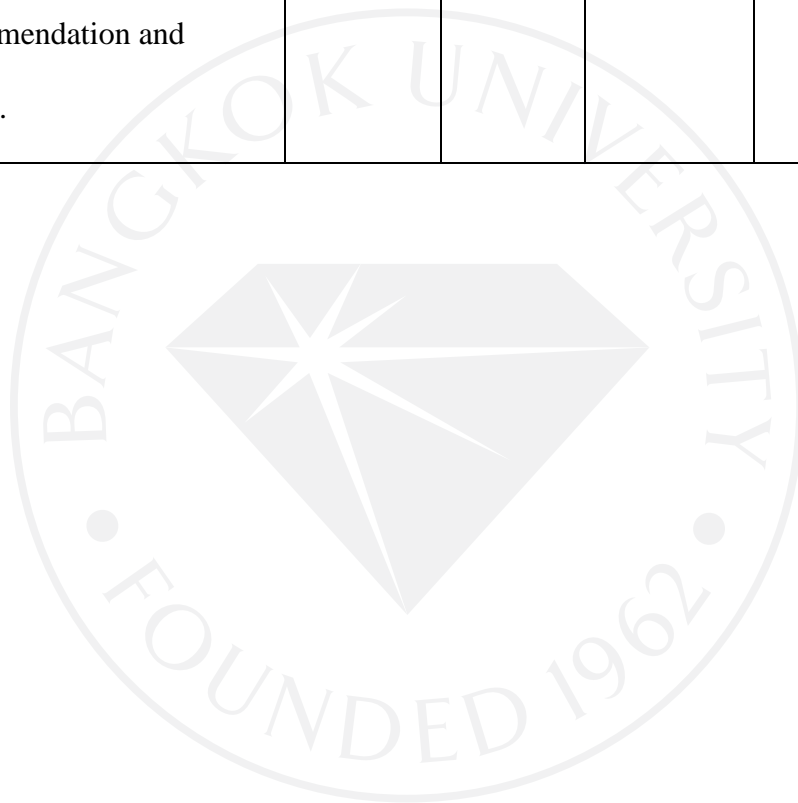 mendation and
.
BANGKOK UNIVERSITY
• FOUNDED 1962 •